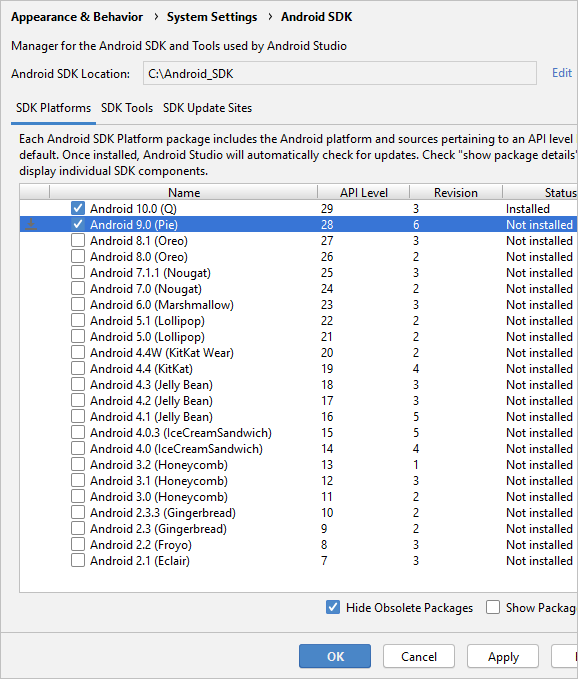 Appearance & Behavior › System Settings › Android SDK
Manager for the Android SDK and Tools used by Android Studio
Android SDK Location: C:\Android_SDK Edit
SDK Platforms SDK Tools SDK Update Sites
Each Android SDK Platform package includes the Android platform and sources pertaining to an API level
default. Once installed, Android Studio will automatically check for updates. Check "show package details"
display individual SDK components.
Name API Level Revision Status
Android 10.0 (Q) 29 3 Installed
Android 9.0 (Pie) 28 6 Not installed
Android 8.1 (Oreo) 27 3 Not installed
Android 8.0 (Oreo) 26 2 Not installed
Android 7.1.1 (Nougat) 25 3 Not installed
Android 7.0 (Nougat) 24 2 Not installed
Android 6.0 (Marshmallow) 23 3 Not installed
Android 5.1 (Lollipop) 22 2 Not installed
Android 5.0 (Lollipop) 21 2 Not installed
Android 4.4W (KitKat Wear) 20 2 Not installed
Android 4.4 (KitKat) 19 4 Not installed
Android 4.3 (Jelly Bean) 18 3 Not installed
Android 4.2 (Jelly Bean) 17 3 Not installed
Android 4.1 (Jelly Bean) 16 5 Not installed
Android 4.0.3 (IceCreamSandwich) 15 5 Not installed
Android 4.0 (IceCreamSandwich) 14 4 Not installed
Android 3.2 (Honeycomb) 13 1 Not installed
Android 3.1 (Honeycomb) 12 3 Not installed
Android 3.0 (Honeycomb) 11 2 Not installed
Android 2.3.3 (Gingerbread) 10 2 Not installed
Android 2.3 (Gingerbread) 9 2 Not installed
Android 2.2 (Froyo) 8 3 Not installed
Android 2.1 (Eclair) 7 3 Not installed
Hide Obsolete Packages Show Packag
OK Cancel Apply